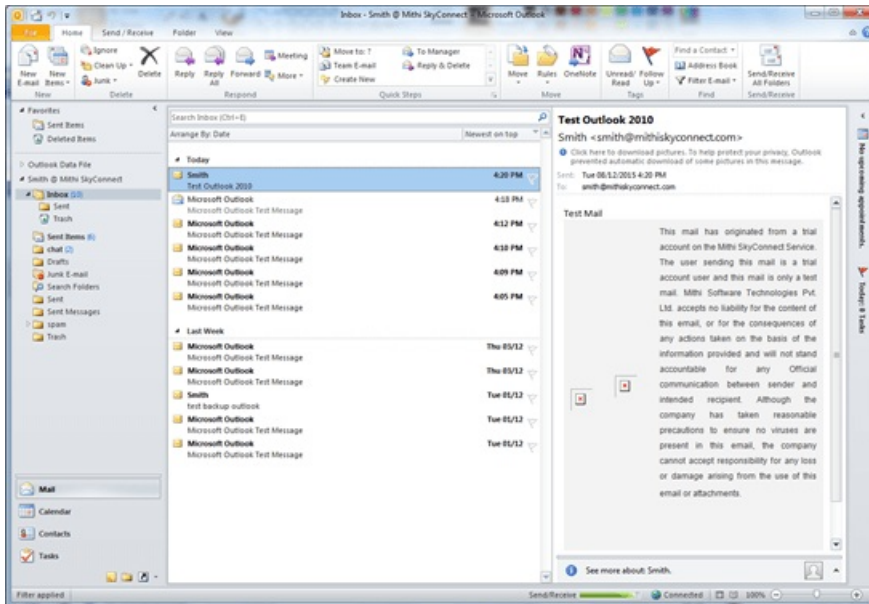 Inbox - Smith @ Mithi SkyConnect - Microsoft Outlook
File Home Send / Receive Folder View
New E-mail
New Items
Ignore
Clean Up
Junk
Delete
Reply
Reply All
Forward
Meeting
More
Move to: ?
Team E-mail
Create New
To Manager
Reply & Delete
Move
Rules
OneNote
Unread/ Read
Follow Up
Find a Contact
Address Book
Filter E-mail
Send/Receive All Folders
New Delete Respond Quick Steps Move Tags Find Send/Receive
Favorites
Sent Items
Deleted Items
Outlook Data File
Smith @ Mithi SkyConnect
Inbox (10)
Sent
Trash
Sent Items (6)
chat (2)
Drafts
Junk E-mail
Search Folders
Sent
Sent Messages
spam
Trash
Mail
Calendar
Contacts
Tasks
Search Inbox (Ctrl+E)
Arrange By: Date Newest on top
Today
Smith 4:20 PM
Test Outlook 2010
Microsoft Outlook 4:18 PM
Microsoft Outlook Test Message
Microsoft Outlook 4:12 PM
Microsoft Outlook Test Message
Microsoft Outlook 4:10 PM
Microsoft Outlook Test Message
Microsoft Outlook 4:09 PM
Microsoft Outlook Test Message
Microsoft Outlook 4:05 PM
Microsoft Outlook Test Message
Last Week
Microsoft Outlook Thu 03/12
Microsoft Outlook Test Message
Microsoft Outlook Thu 03/12
Microsoft Outlook Test Message
Smith Tue 01/12
test backup outlook
Microsoft Outlook Tue 01/12
Microsoft Outlook Test Message
Microsoft Outlook Tue 01/12
Microsoft Outlook Test Message
Test Outlook 2010
Smith <smith@mithiskyconnect.com>
Click here to download pictures. To help protect your privacy, Outlook
prevented automatic download of some pictures in this message.
Sent: Tue 08/12/2015 4:20 PM
To: smith@mithiskyconnect.com
Test Mail
This mail has originated from a trial
account on the Mithi SkyConnect Service.
The user sending this mail is a trial
account user and this mail is only a test
mail. Mithi Software Technologies Pvt.
Ltd. accepts no liability for the content of
this email, or for the consequences of
any actions taken on the basis of the
information provided and will not stand
accountable for any Official
communication between sender and
intended recipient. Although the
company has taken reasonable
precautions to ensure no viruses are
present in this email, the company
cannot accept responsibility for any loss
or damage arising from the use of this
email or attachments.
See more about: Smith.
No upcoming appointments.
Today: 0 Tasks
Filter applied
Send/Receive Connected 100%